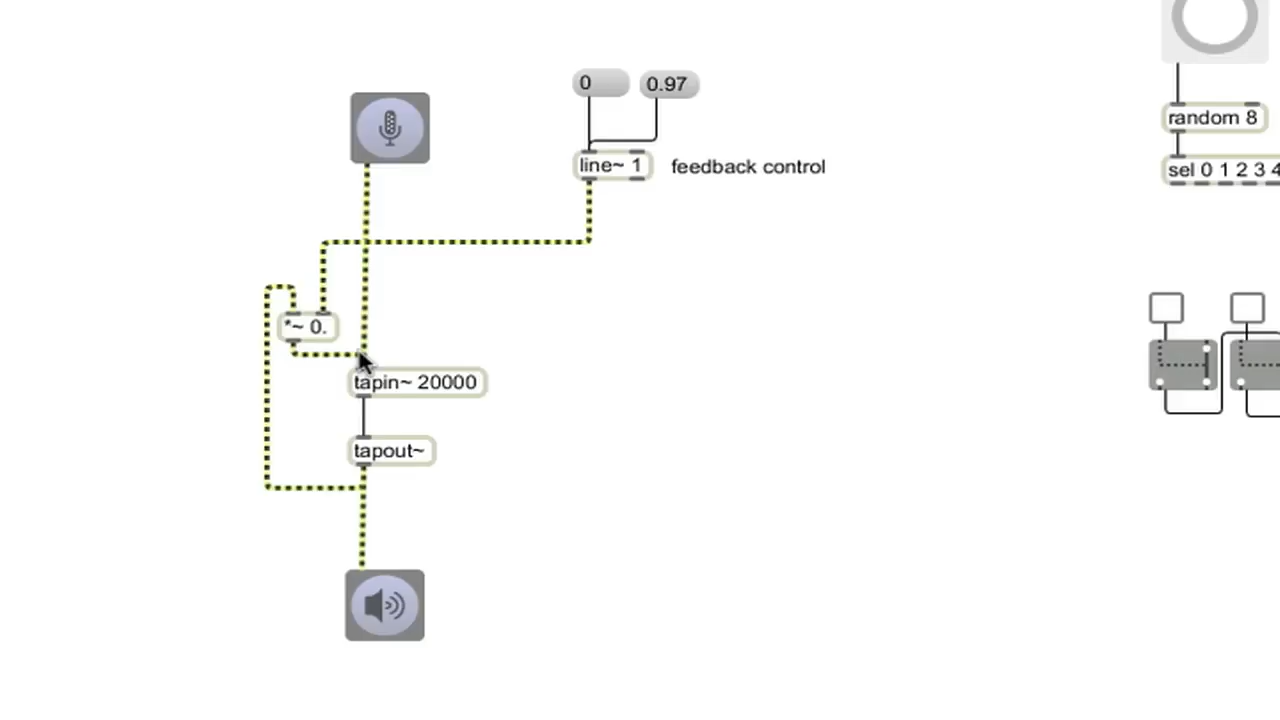 0
0.97
line~ 1
feedback control
*~ 0.
tapin~ 20000
tapout~
random 8
sel 0 1 2 3 4